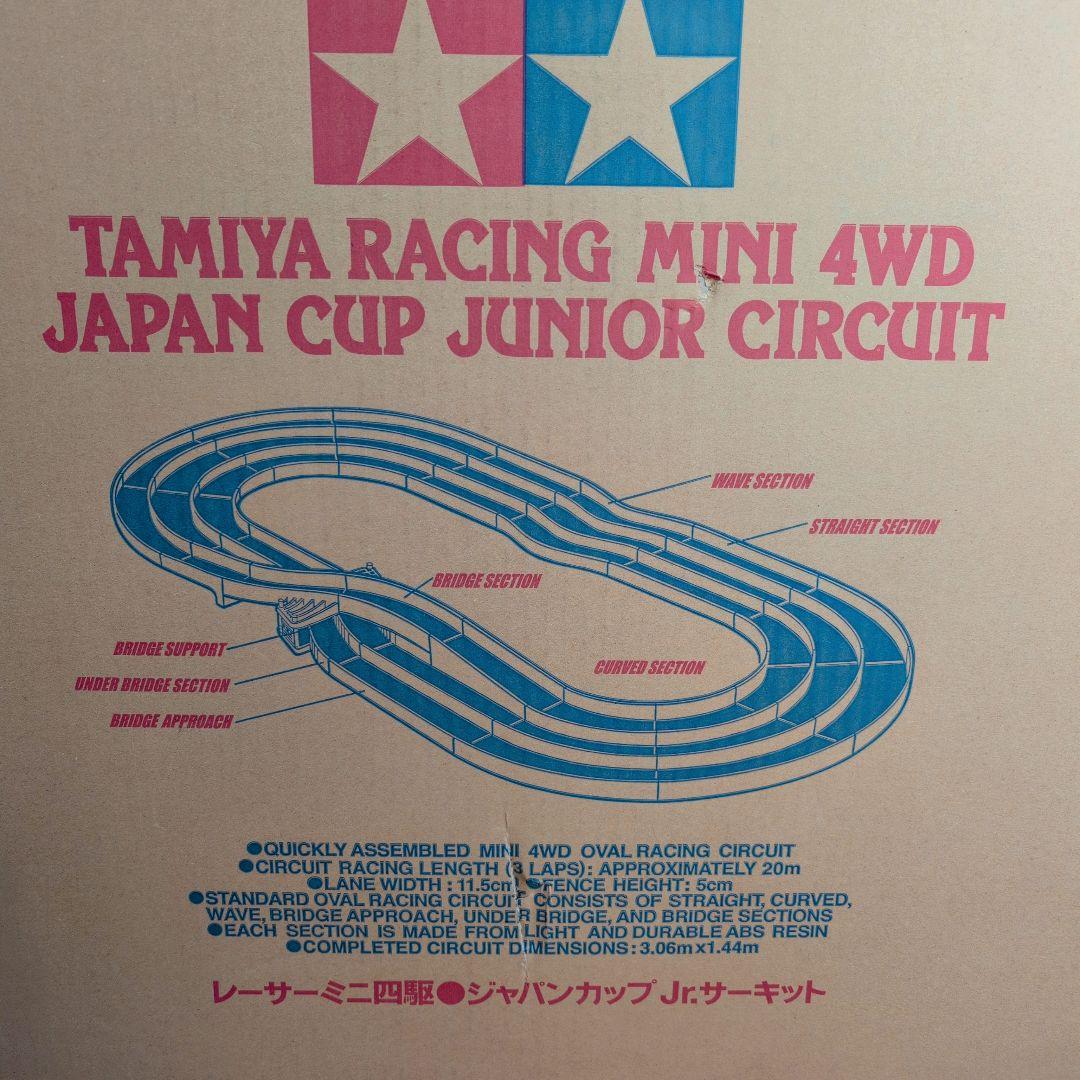 TAMIYA RACING MINI 4WD
JAPAN CUP JUNIOR CIRCUIT
WAVE SECTION
STRAIGHT SECTION
BRIDGE SECTION
BRIDGE SUPPORT
CURVED SECTION
UNDER BRIDGE SECTION
BRIDGE APPROACH
●QUICKLY ASSEMBLED MINI 4WD OVAL RACING CIRCUIT
●CIRCUIT RACING LENGTH (3 LAPS): APPROXIMATELY 20m
●LANE WIDTH : 11.5cm ●FENCE HEIGHT: 5cm
●STANDARD OVAL RACING CIRCUIT CONSISTS OF STRAIGHT, CURVED,
WAVE, BRIDGE APPROACH, UNDER BRIDGE, AND BRIDGE SECTIONS
●EACH SECTION IS MADE FROM LIGHT AND DURABLE ABS RESIN
●COMPLETED CIRCUIT DIMENSIONS : 3.06m x 1.44m
レーサーミニ四駆●ジャパンカップ Jr.サーキット